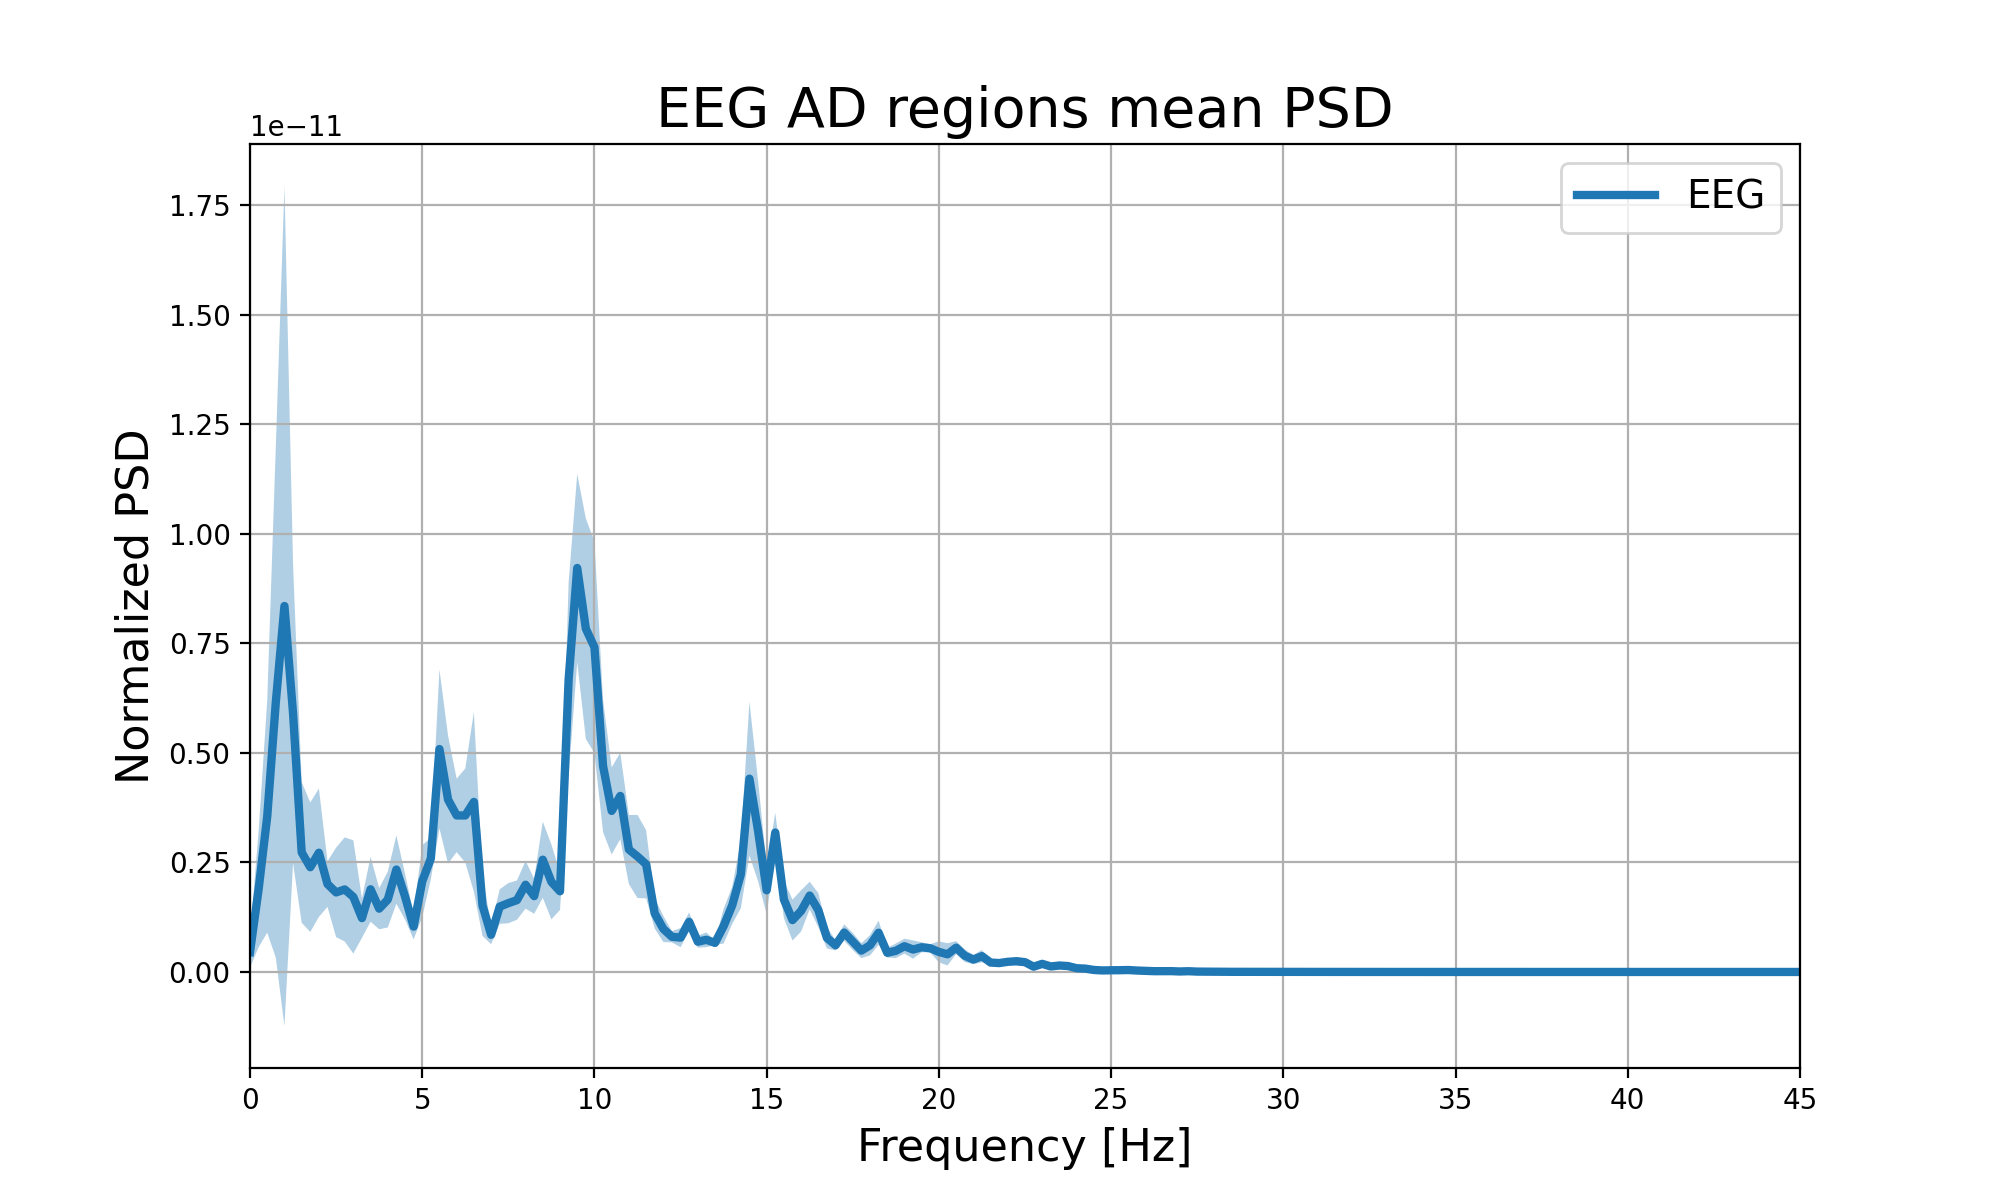 EEG AD regions mean PSD
1e−11
EEG
1.75
1.50
1.25
1.00
0.75
0.50
0.25
0.00
Normalized PSD
0 5 10 15 20 25 30 35 40 45
Frequency [Hz]